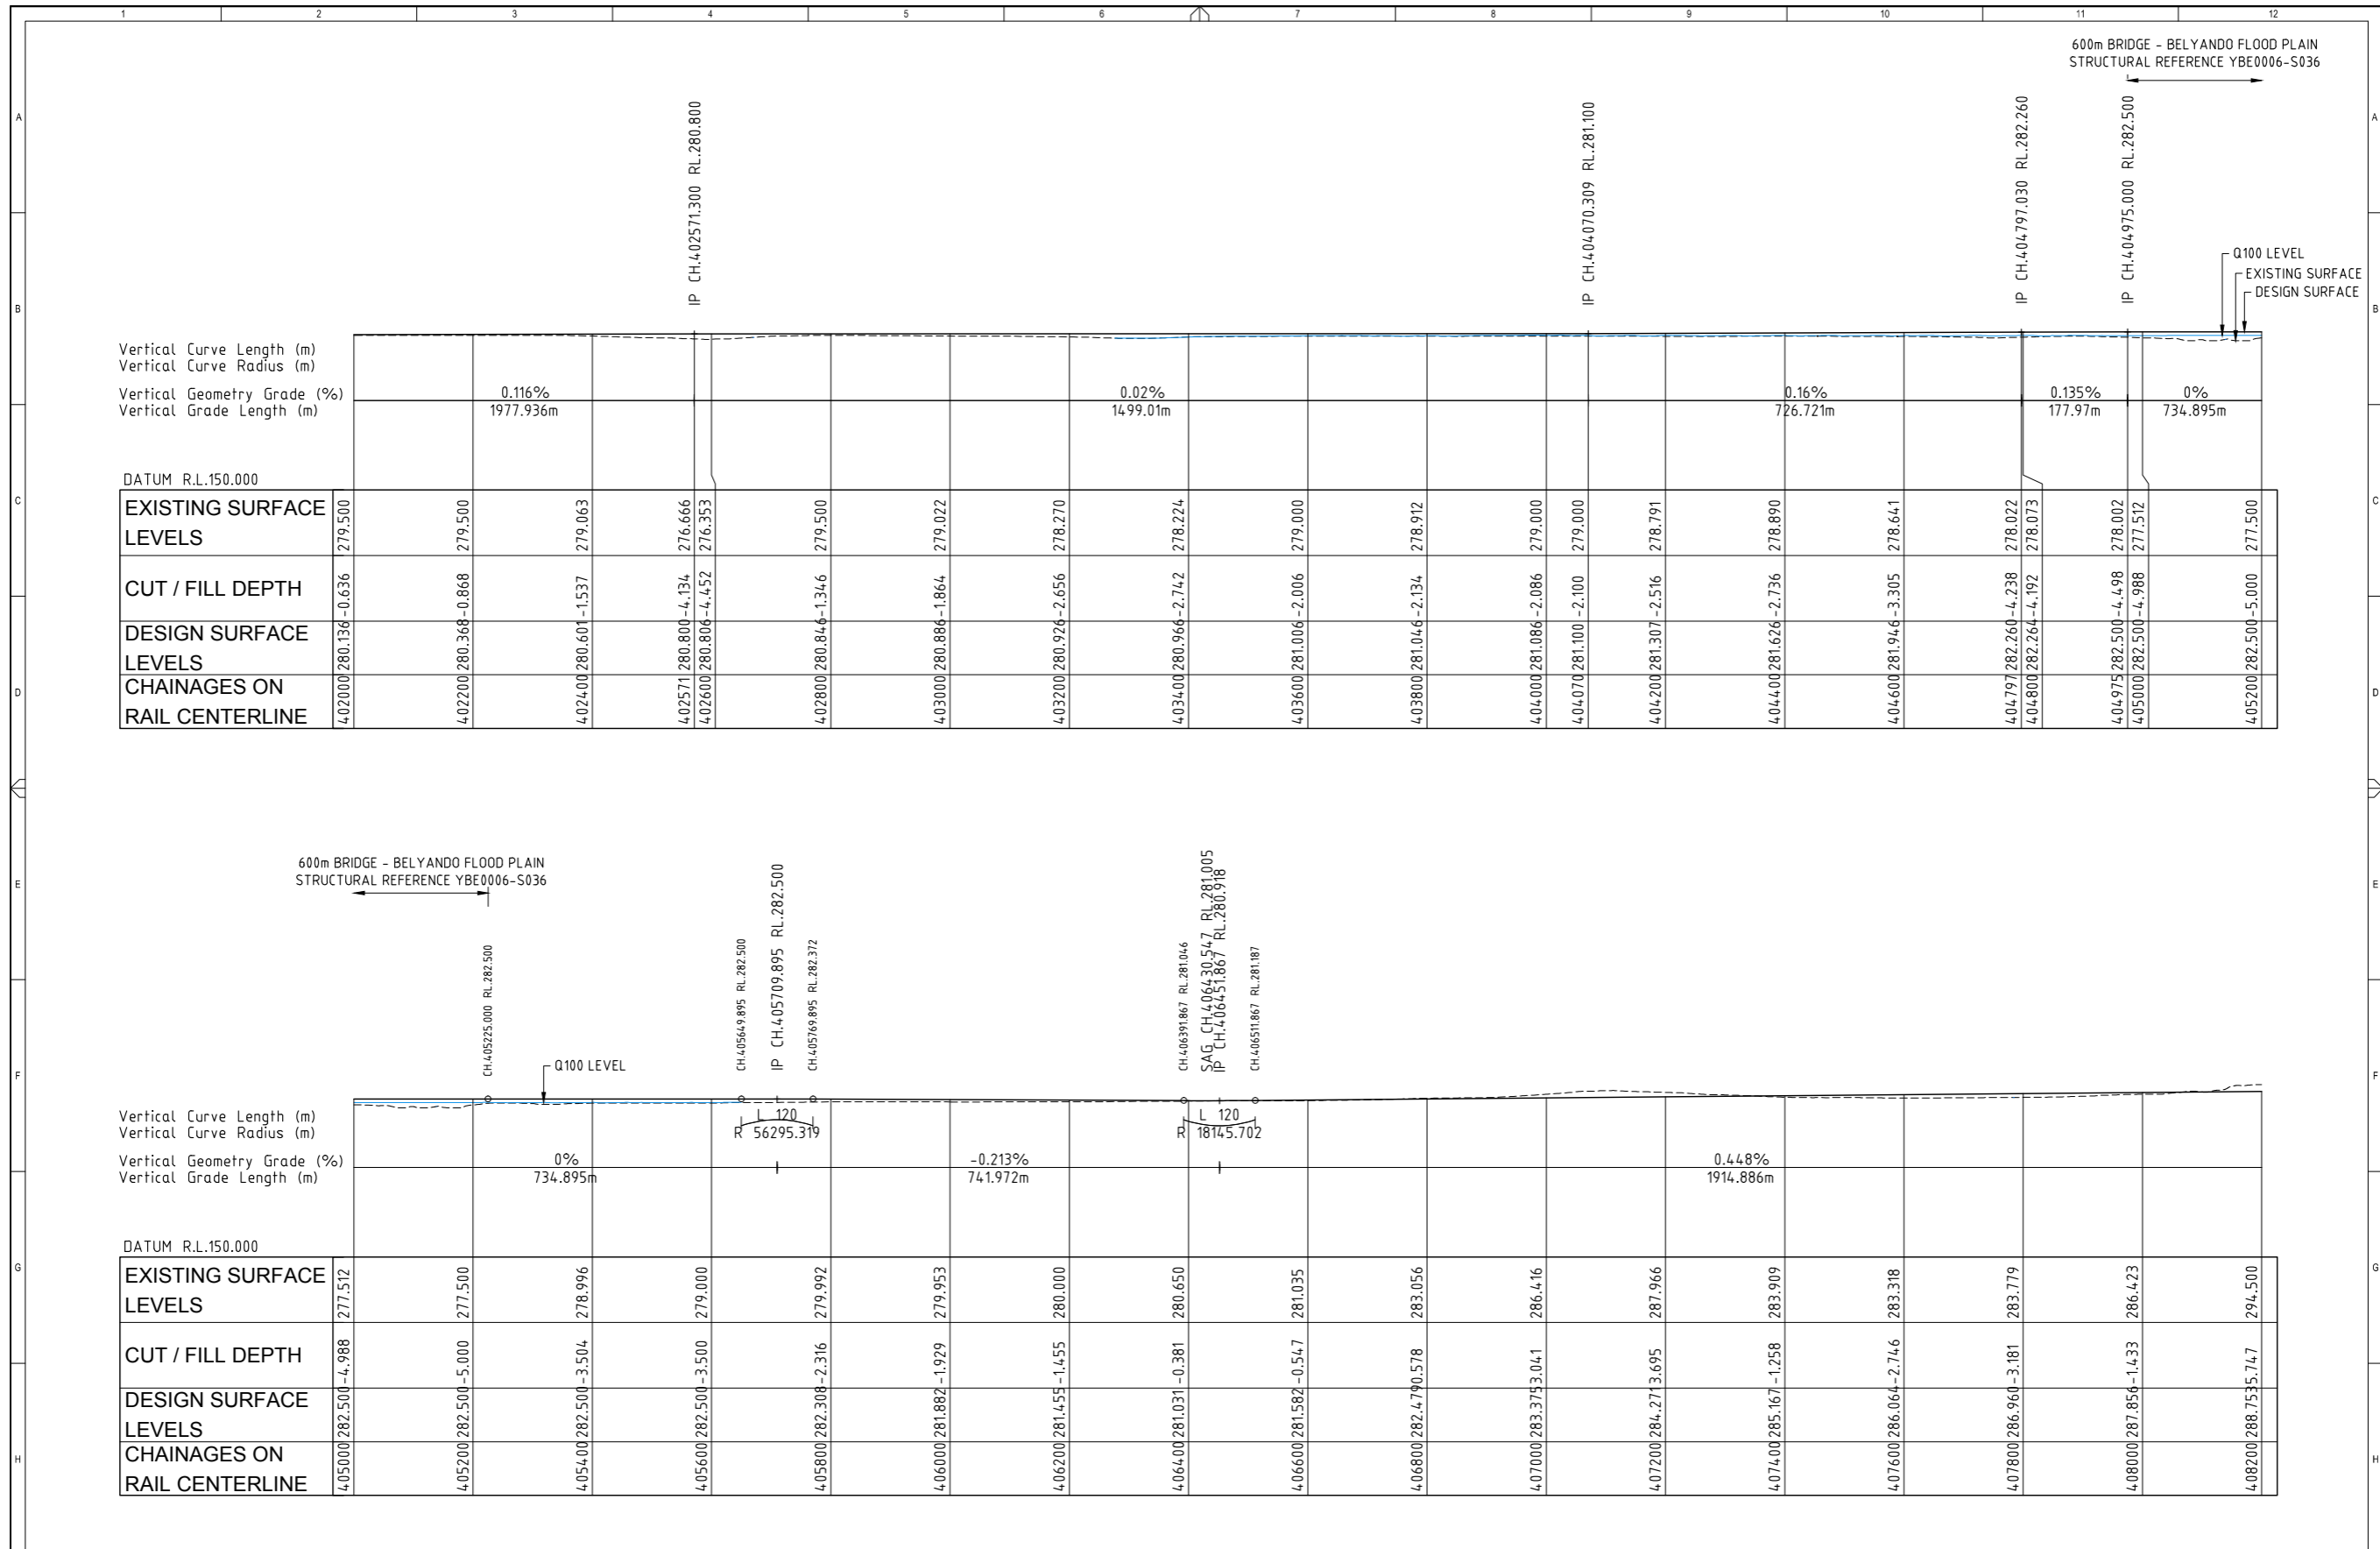 1 2 3 4 5 6 7 8 9 10 11 12
600m BRIDGE - BELYANDO FLOOD PLAIN
STRUCTURAL REFERENCE YBE0006-S036
A A
IP CH.402571.300 RL.280.800
IP CH.404070.309 RL.281.100
IP CH.404797.030 RL.282.260
IP CH.404975.000 RL.282.500
Q100 LEVEL
EXISTING SURFACE
DESIGN SURFACE
B B
Vertical Curve Length (m)
Vertical Curve Radius (m)
Vertical Geometry Grade (%) 0.116% 0.02% 0.16% 0.135% 0%
Vertical Grade Length (m) 1977.936m 1499.01m 726.721m 177.97m 734.895m
DATUM R.L.150.000
C C
EXISTING SURFACE
LEVELS
279.500 279.500 279.063 276.666 276.353 279.500 279.022 278.270 278.224 279.000 278.912 279.000 279.000 278.791 278.890 278.641 278.022 278.073 278.002 277.512 277.500
CUT / FILL DEPTH
-0.636 -0.868 -1.537 -4.134 -4.452 -1.346 -1.864 -2.656 -2.742 -2.006 -2.134 -2.086 -2.100 -2.516 -2.736 -3.305 -4.238 -4.192 -4.498 -4.988 -5.000
DESIGN SURFACE
LEVELS
280.136 280.368 280.601 280.800 280.806 280.846 280.886 280.926 280.966 281.006 281.046 281.086 281.100 281.307 281.626 281.946 282.260 282.264 282.500 282.500 282.500
D D
CHAINAGES ON
RAIL CENTERLINE
402000 402200 402400 402571 402600 402800 403000 403200 403400 403600 403800 404000 404070 404200 404400 404600 404797 404800 404975 405000 405200
600m BRIDGE - BELYANDO FLOOD PLAIN
STRUCTURAL REFERENCE YBE0006-S036
E E
CH.405225.000 RL.282.500
CH.405649.895 RL.282.500
IP CH.405709.895 RL.282.500
CH.405769.895 RL.282.372
CH.406391.867 RL.281.046
SAG CH.406430.547 RL.281.005
IP CH.406451.867 RL.280.918
CH.406511.867 RL.281.187
Q100 LEVEL
F F
Vertical Curve Length (m) L 120 L 120
Vertical Curve Radius (m) R 56295.319 R 18145.702
Vertical Geometry Grade (%) 0% -0.213% 0.448%
Vertical Grade Length (m) 734.895m 741.972m 1914.886m
DATUM R.L.150.000
G G
EXISTING SURFACE
LEVELS
277.512 277.500 278.996 279.000 279.992 279.953 280.000 280.650 281.035 283.056 286.416 287.966 283.909 283.318 283.779 286.423 294.500
CUT / FILL DEPTH
-4.988 -5.000 -3.504 -3.500 -2.316 -1.929 -1.455 -0.381 -0.547 0.578 3.041 3.695 -1.258 -2.746 -3.181 -1.433 5.747
DESIGN SURFACE
LEVELS
282.500 282.500 282.500 282.500 282.308 281.882 281.455 281.031 281.582 282.479 283.375 284.271 285.167 286.064 286.960 287.856 288.753
H H
CHAINAGES ON
RAIL CENTERLINE
405000 405200 405400 405600 405800 406000 406200 406400 406600 406800 407000 407200 407400 407600 407800 408000 408200